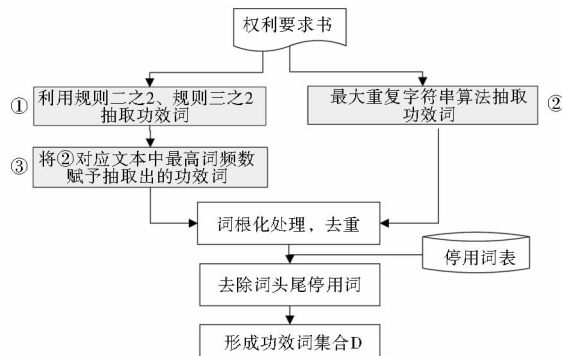 权利要求书
①
利用规则二之2、规则三之2
抽取功效词
最大重复字符串算法抽取
功效词
②
③
将②对应文本中最高词频数
赋予抽取出的功效词
词根化处理，去重
停用词表
去除词头尾停用词
形成功效词集合D